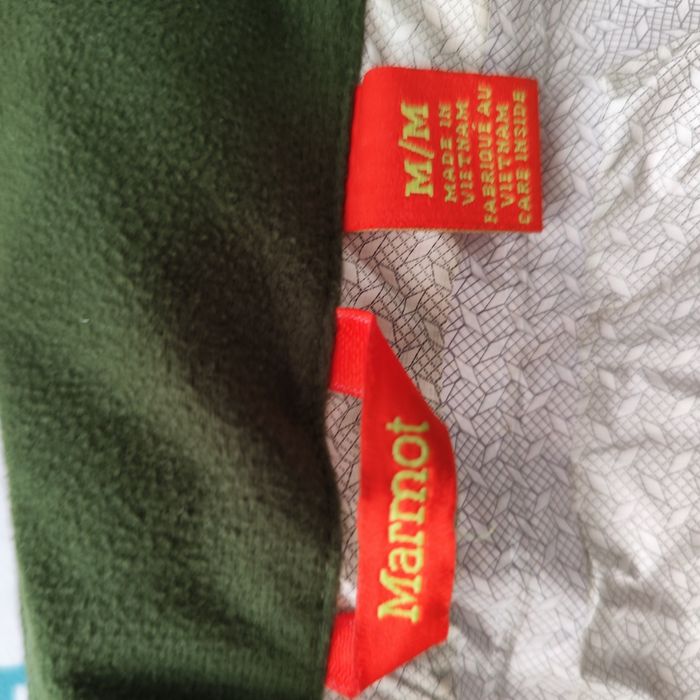 M/M
MADE IN
VIETNAM
FABRIQUÉ AU
VIETNAM
CARE INSIDE
Marmot